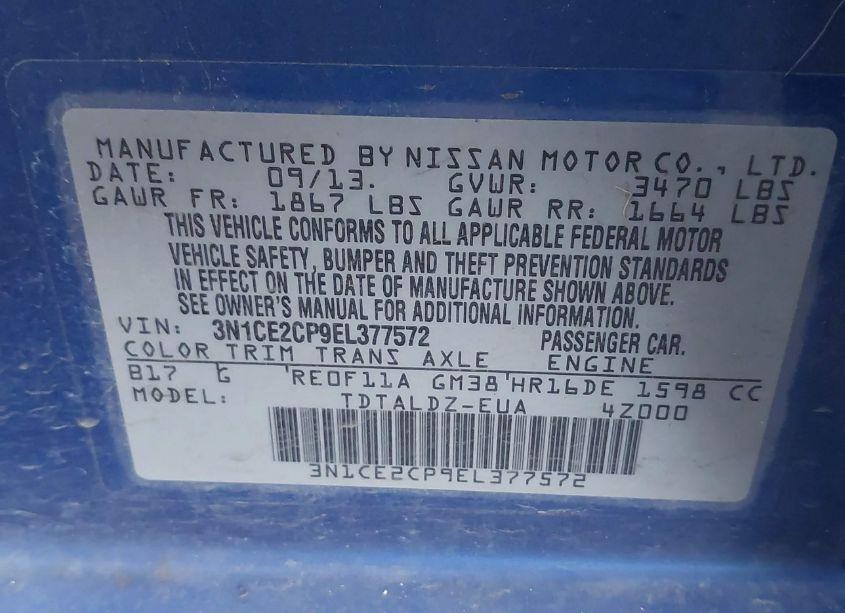 MANUFACTURED BY NISSAN MOTOR CO., LTD.
DATE: 09/13. GVWR: 3470 LBS
GAWR FR: 1867 LBS GAWR RR: 1664 LBS
THIS VEHICLE CONFORMS TO ALL APPLICABLE FEDERAL MOTOR
VEHICLE SAFETY, BUMPER AND THEFT PREVENTION STANDARDS
IN EFFECT ON THE DATE OF MANUFACTURE SHOWN ABOVE.
SEE OWNER'S MANUAL FOR ADDITIONAL INFORMATION.
VIN: 3N1CE2CP9EL377572 PASSENGER CAR.
COLOR TRIM TRANS AXLE ENGINE
B17 G 'RE0F11A GM38'HR16DE 1598 CC
MODEL: TDTALDZ-EUA 4Z000
3N1CE2CP9EL377572